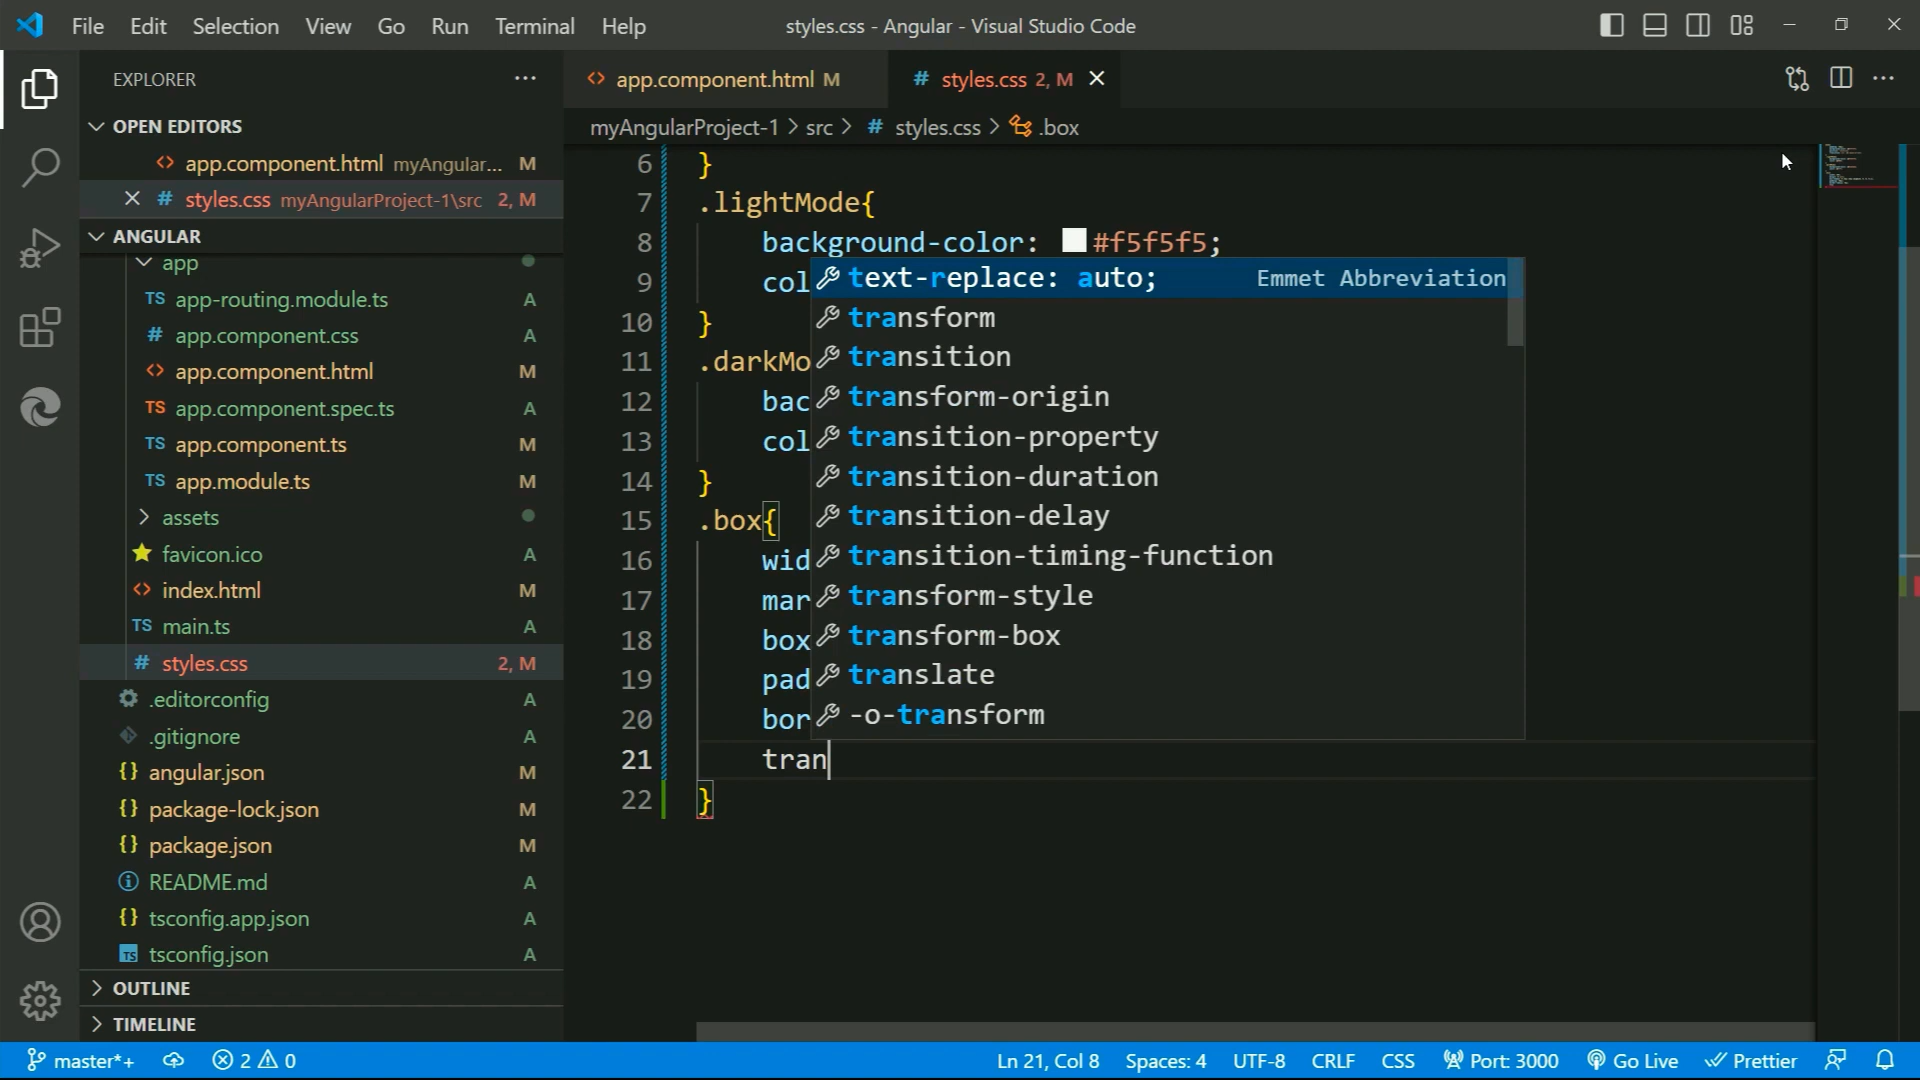 File Edit Selection View Go Run Terminal Help
styles.css - Angular - Visual Studio Code
EXPLORER
OPEN EDITORS
app.component.html myAngular... M
styles.css myAngularProject-1\src 2, M
ANGULAR
app
app-routing.module.ts A
app.component.css A
app.component.html M
app.component.spec.ts A
app.component.ts M
app.module.ts M
assets
favicon.ico A
index.html M
main.ts A
styles.css 2, M
.editorconfig A
.gitignore A
angular.json M
package-lock.json M
package.json M
README.md A
tsconfig.app.json A
tsconfig.json A
OUTLINE
TIMELINE
app.component.html M
styles.css 2, M
myAngularProject-1 > src > # styles.css > .box
6 }
7 .lightMode{
8 background-color: #f5f5f5;
9 col
10 }
11 .darkMo
12 bac
13 col
14 }
15 .box{
16 wid
17 mar
18 box
19 pad
20 bor
21 tran
22 }
text-replace: auto; Emmet Abbreviation
transform
transition
transform-origin
transition-property
transition-duration
transition-delay
transition-timing-function
transform-style
transform-box
translate
-o-transform
master*+ 2 0 Ln 21, Col 8 Spaces: 4 UTF-8 CRLF CSS Port: 3000 Go Live Prettier